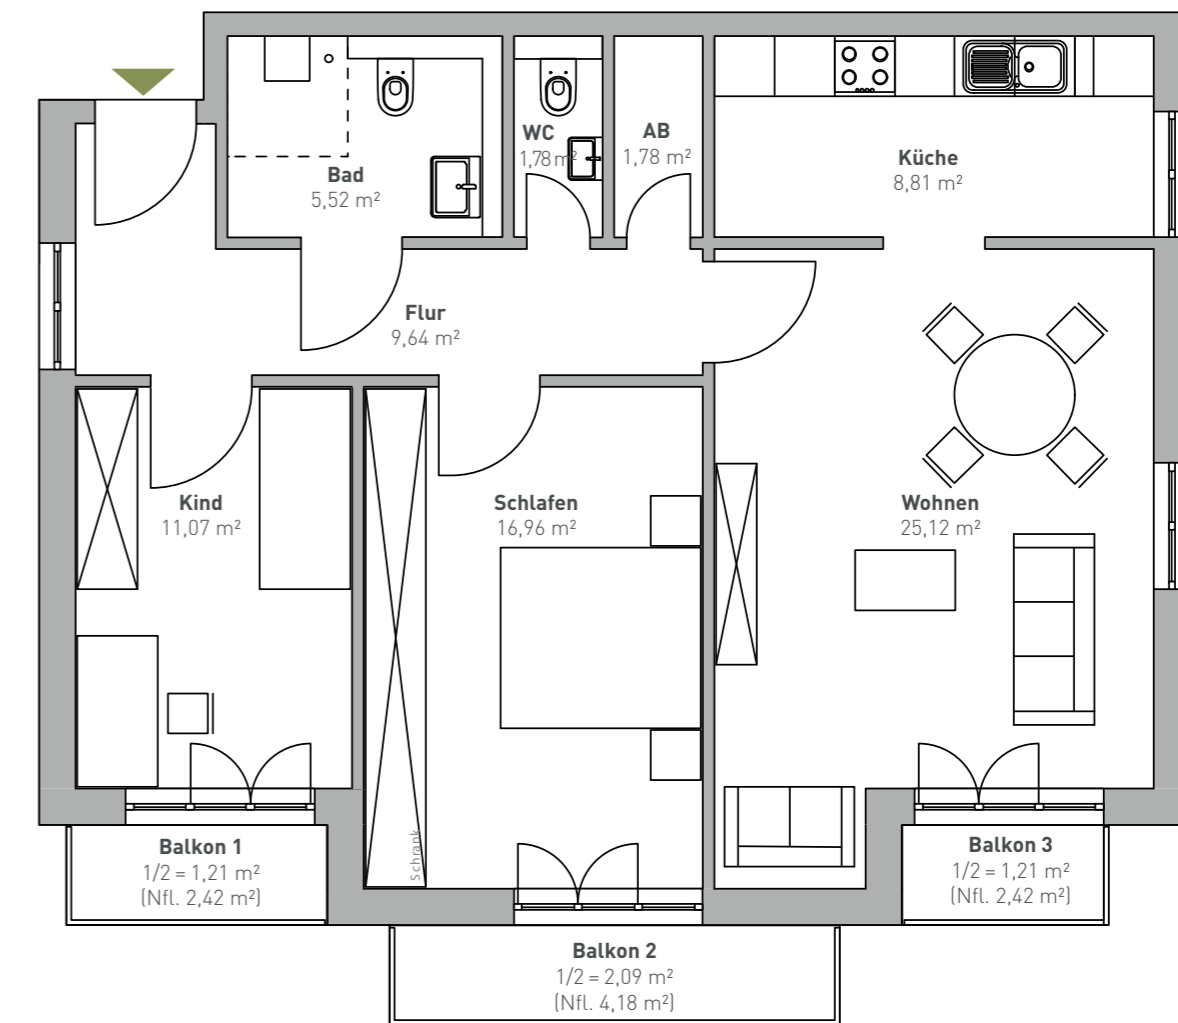 WC
1,78 m²
AB
1,78 m²
Bad
5,52 m²
Küche
8,81 m²
Flur
9,64 m²
Kind
11,07 m²
Schlafen
16,96 m²
Wohnen
25,12 m²
Schrank
Balkon 1
1/2 = 1,21 m²
(Nfl. 2,42 m²)
Balkon 3
1/2 = 1,21 m²
(Nfl. 2,42 m²)
Balkon 2
1/2 = 2,09 m²
(Nfl. 4,18 m²)